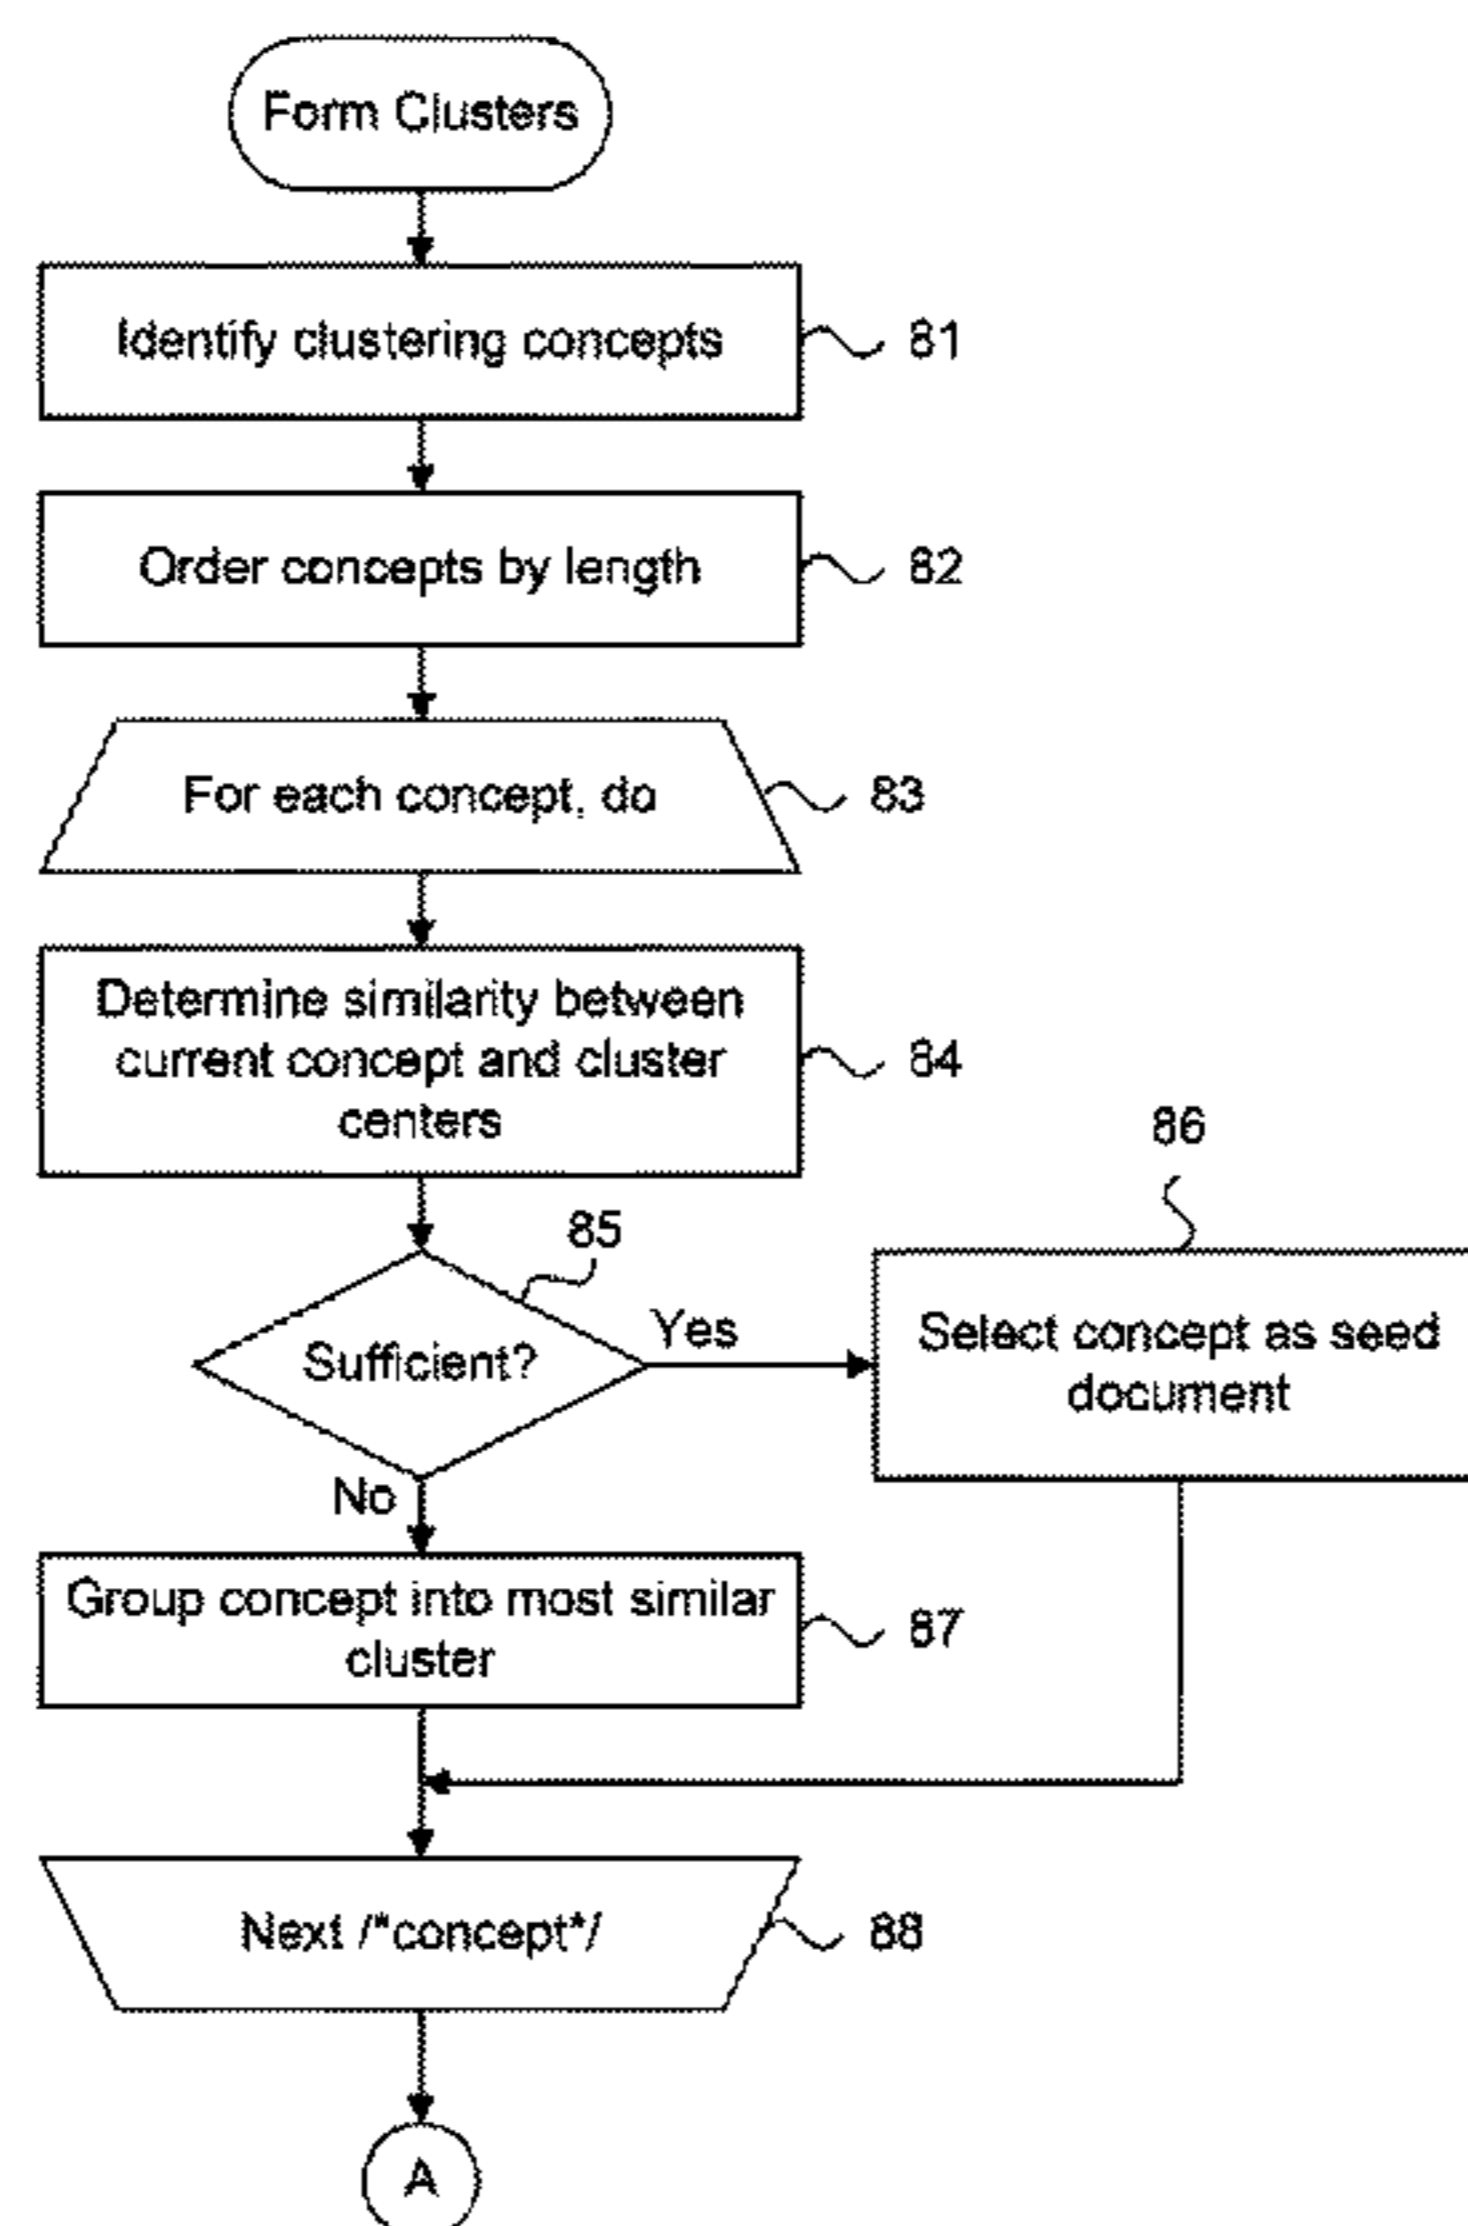 Form Clusters
Identify clustering concepts
81
Order concepts by length
82
For each concept, do
83
Determine similarity between
current concept and cluster
centers
84
85
86
Sufficient?
Yes
Select concept as seed
document
No
Group concept into most similar
cluster
87
Next /*concept*/
88
A